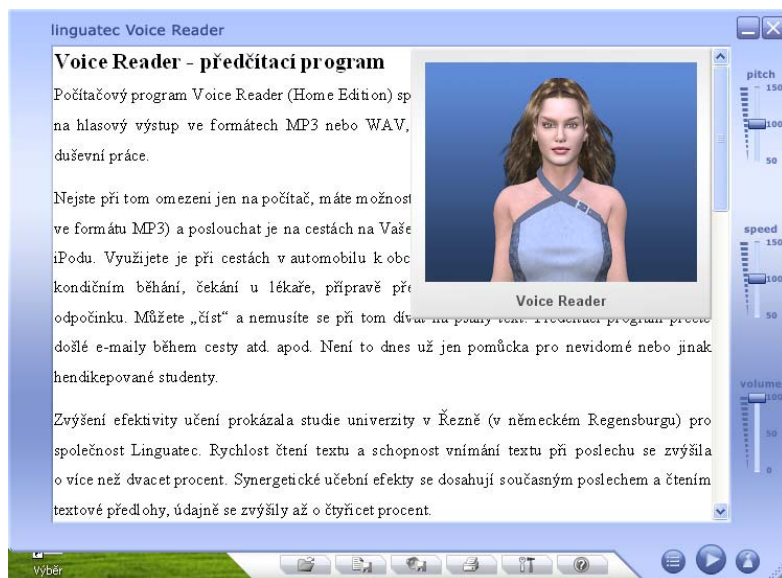 linguatec Voice Reader
Voice Reader - předčítací program
Počítačový program Voice Reader (Home Edition)
na hlasový výstup ve formátech MP3 nebo WAV,
duševní práce.
Nejste při tom omezeni jen na počítač, máte možnost
ve formátu MP3) a poslouchat je na cestách na Vaše
iPodu. Využijete je při cestách v automobilu k
kondičním běhání, čekání u lékaře, přípravě
odpočinku. Můžete „číst“ a nemusíte se při tom dívat na psaný text. Předčítací program přečte
došlé e-maily během cesty atd. apod. Není to dnes už jen pomůcka pro nevidomé nebo jinak
hendikepované studenty.
Zvýšení efektivity učení prokázala studie univerzity v Řezně (v německém Regensburgu) pro
společnost Linguatec. Rychlost čtení textu a schopnost vnímání textu při poslechu se zvýšila
o více než dvacet procent. Synergetické učební efekty se dosahují současným poslechem a čtením
textové předlohy, údajně se zvýšily až o čtyřicet procent.
Voice Reader
pitch
150
100
50
speed
150
100
50
volume
100
50
0
Výběr